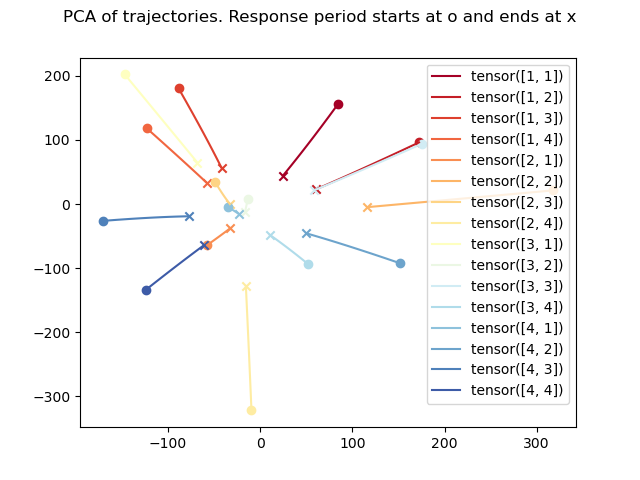 PCA of trajectories. Response period starts at o and ends at x
200
100
0
−100
−200
−300
−100
0
100
200
300
tensor([1, 1])
tensor([1, 2])
tensor([1, 3])
tensor([1, 4])
tensor([2, 1])
tensor([2, 2])
tensor([2, 3])
tensor([2, 4])
tensor([3, 1])
tensor([3, 2])
tensor([3, 3])
tensor([3, 4])
tensor([4, 1])
tensor([4, 2])
tensor([4, 3])
tensor([4, 4])